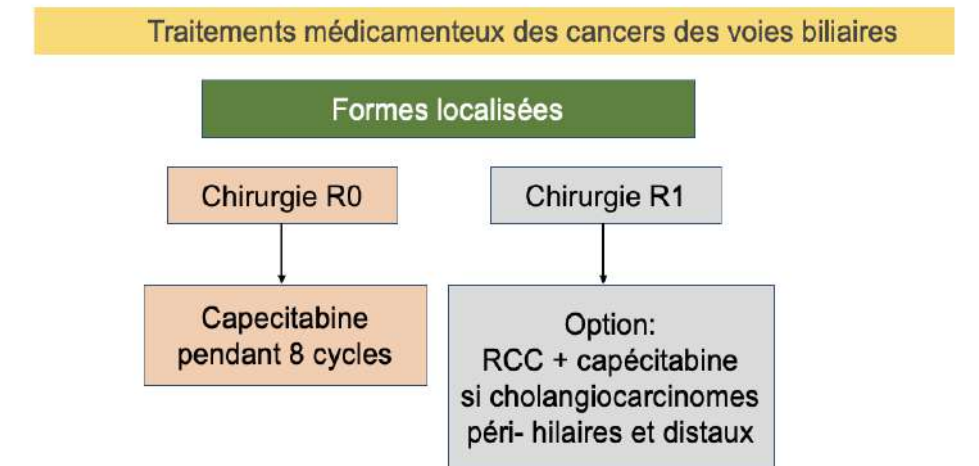 Traitements médicamenteux des cancers des voies biliaires
Formes localisées
Chirurgie R0
Chirurgie R1
Capecitabine
pendant 8 cycles
Option:
RCC + capécitabine
si cholangiocarcinomes
péri- hilaires et distaux